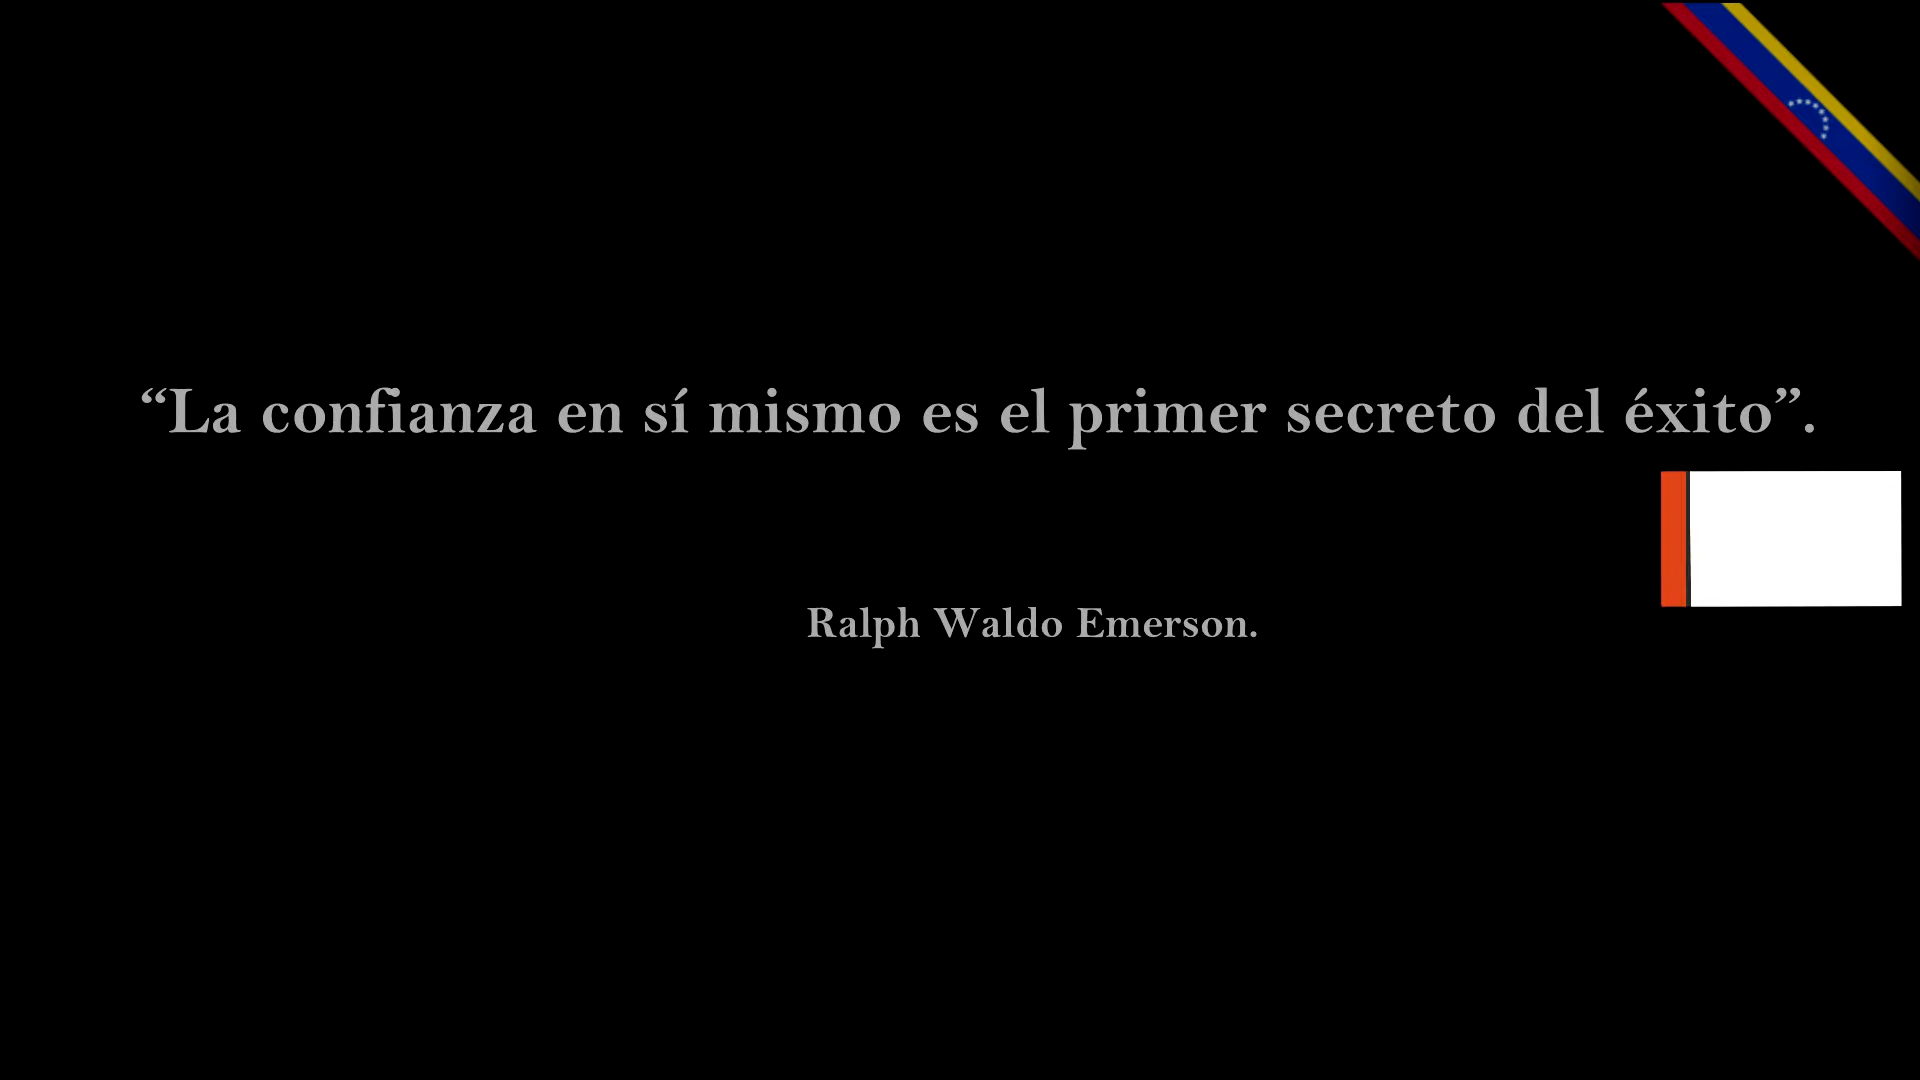 “La confianza en sí mismo es el primer secreto del éxito”.
Ralph Waldo Emerson.